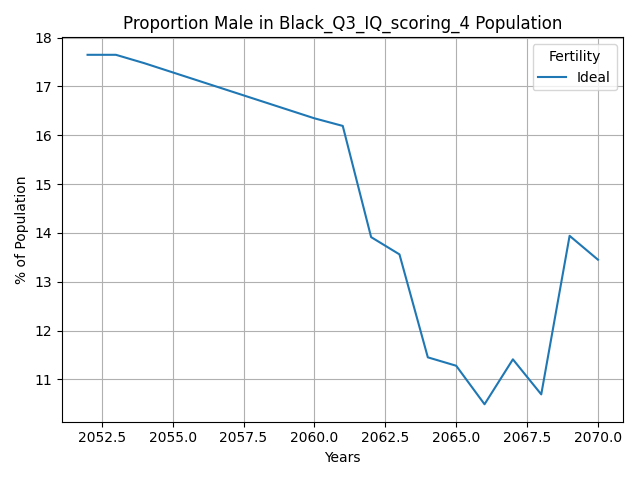 Proportion Male in Black_Q3_IQ_scoring_4 Population
18
17
16
15
14
13
12
11
% of Population
Fertility
Ideal
2052.5 2055.0 2057.5 2060.0 2062.5 2065.0 2067.5 2070.0
Years